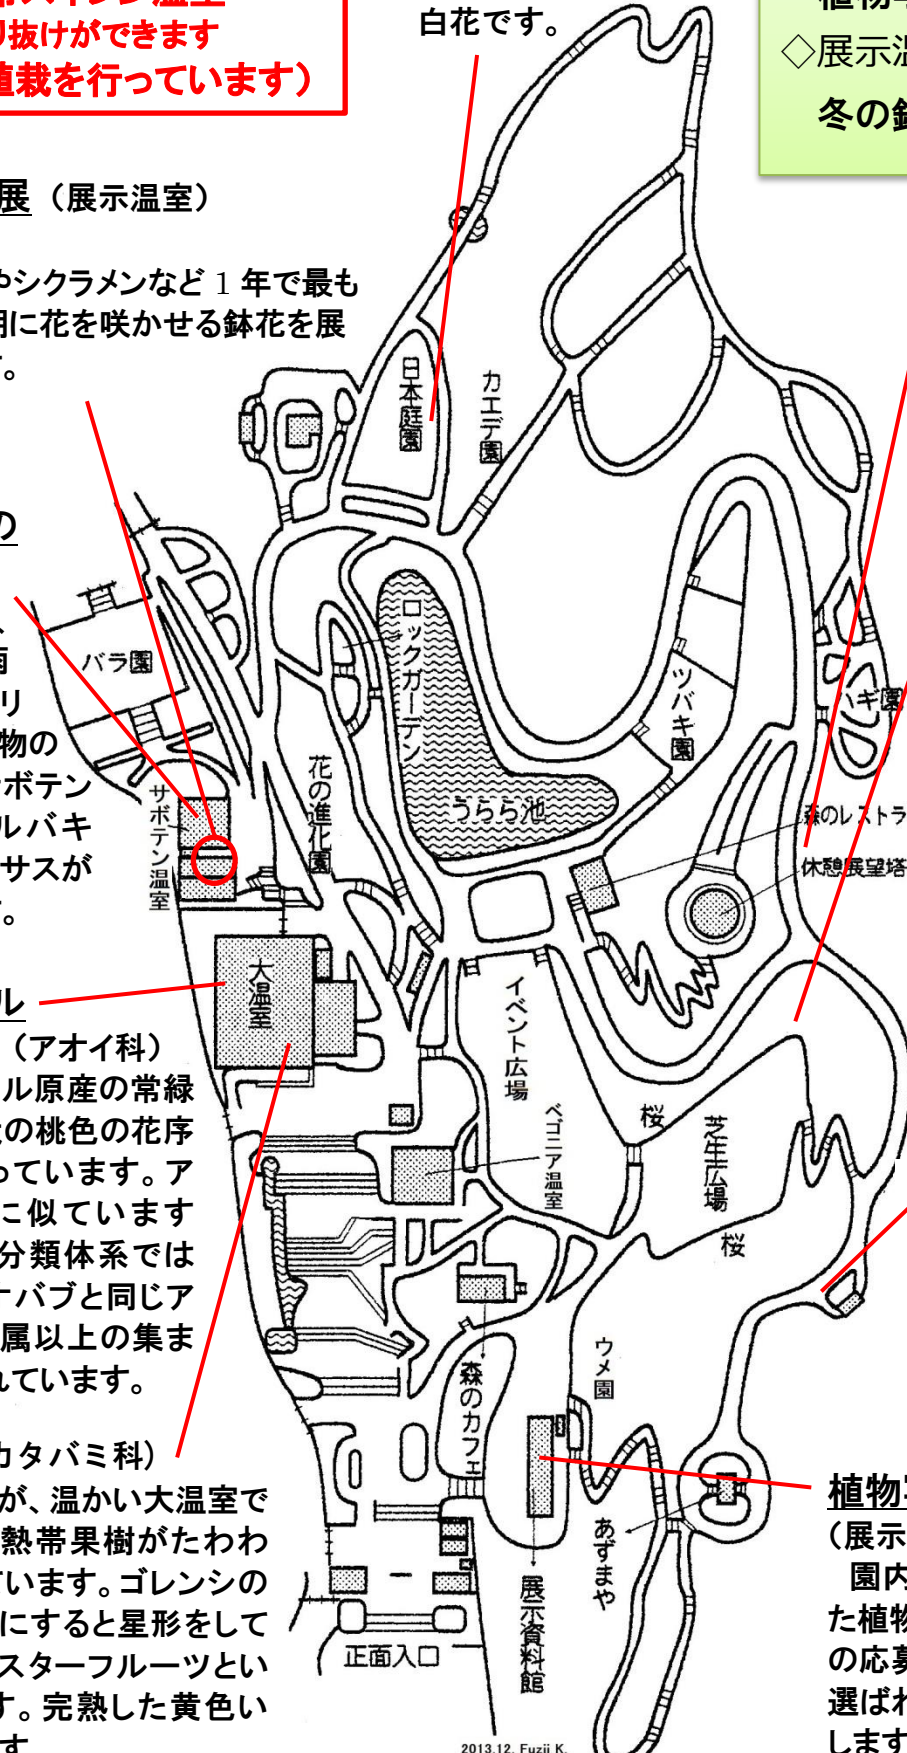 り抜けができます
植栽を行っています）
白花です。
◇展示温
冬の鉢
展（展示温室）
やシクラメンなど１年で最も
期に花を咲かせる鉢花を展
。
の
リ
物の
ボテン
ルバキ
サスが
。
ル
（アオイ科）
ル原産の常緑
の桃色の花序
っています。ア
に似ています
分類体系では
バブと同じア
属以上の集ま
れています。
カタバミ科)
が、温かい大温室で
熱帯果樹がたわわ
ています。ゴレンシの
にすると星形をして
スターフルーツとい
す。完熟した黄色い
す
日本庭園
カエデ園
バラ園
ロックガーデン
ツバキ園
ハギ園
花の進化園
うらら池
サボテン温室
森のレストラ
休憩展望塔
大温室
イベント広場
ベゴニア温室
桜
芝生広場
桜
ウメ園
森のカフェ
あずまや
展示資料館
正面入口
植物写
（展示
園内
た植物
の応募
選ばれ
します
2013.12. Fuzii K.